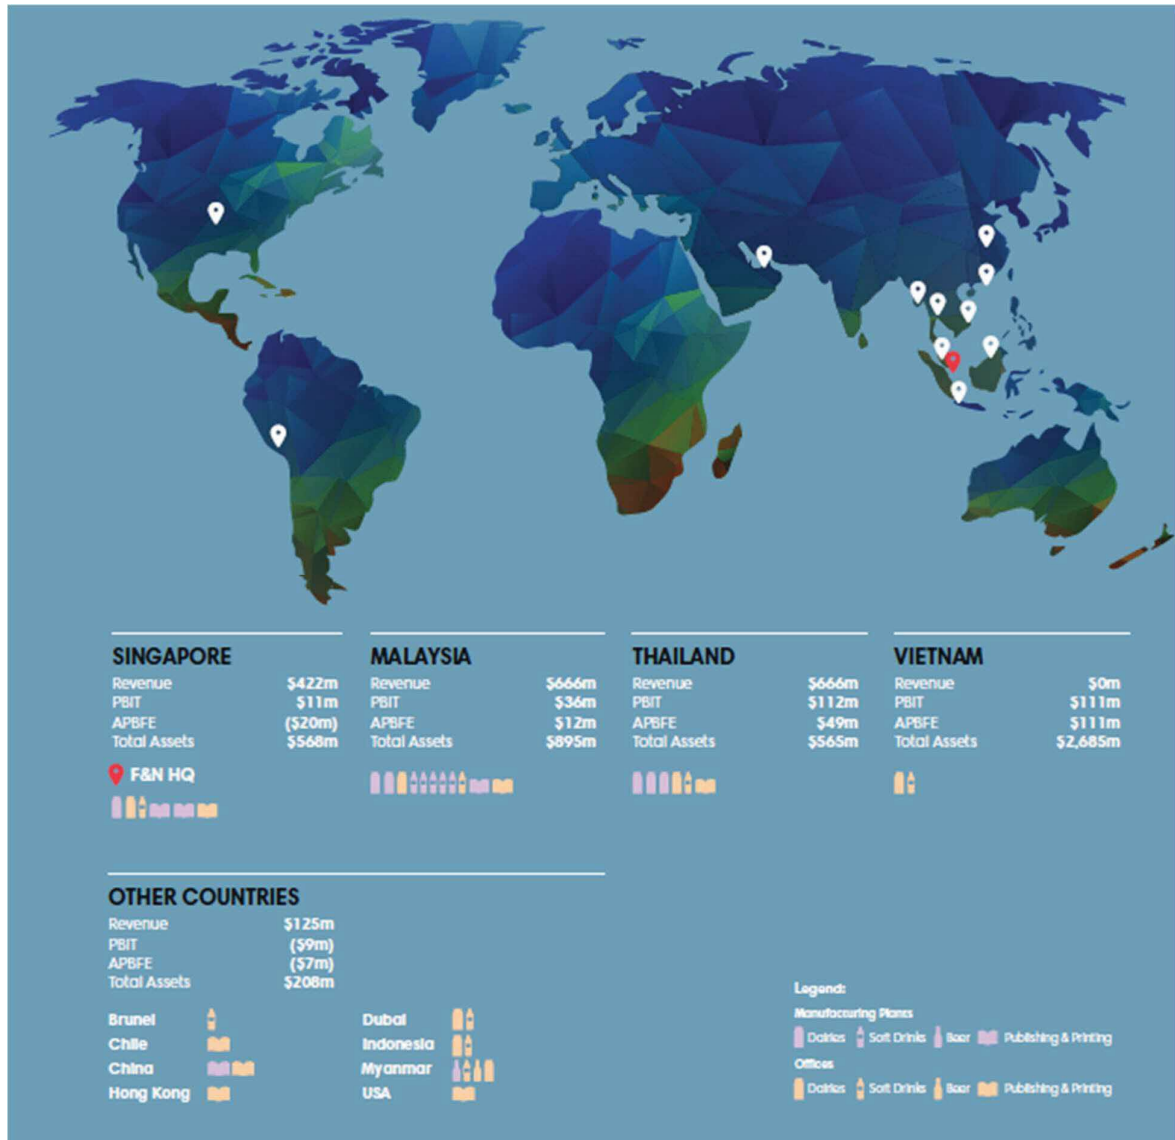 SINGAPORE
Revenue $422m
PBIT $11m
APBFE ($20m)
Total Assets $568m
F&N HQ
MALAYSIA
Revenue $666m
PBIT $36m
APBFE $12m
Total Assets $895m
THAILAND
Revenue $666m
PBIT $112m
APBFE $49m
Total Assets $565m
VIETNAM
Revenue $0m
PBIT $111m
APBFE $111m
Total Assets $2,685m
OTHER COUNTRIES
Revenue $125m
PBIT ($9m)
APBFE ($7m)
Total Assets $208m
Brunei
Chile
China
Hong Kong
Dubai
Indonesia
Myanmar
USA
Legend:
Manufacturing Plants
Dairies Soft Drinks Beer Publishing & Printing
Offices
Dairies Soft Drinks Beer Publishing & Printing